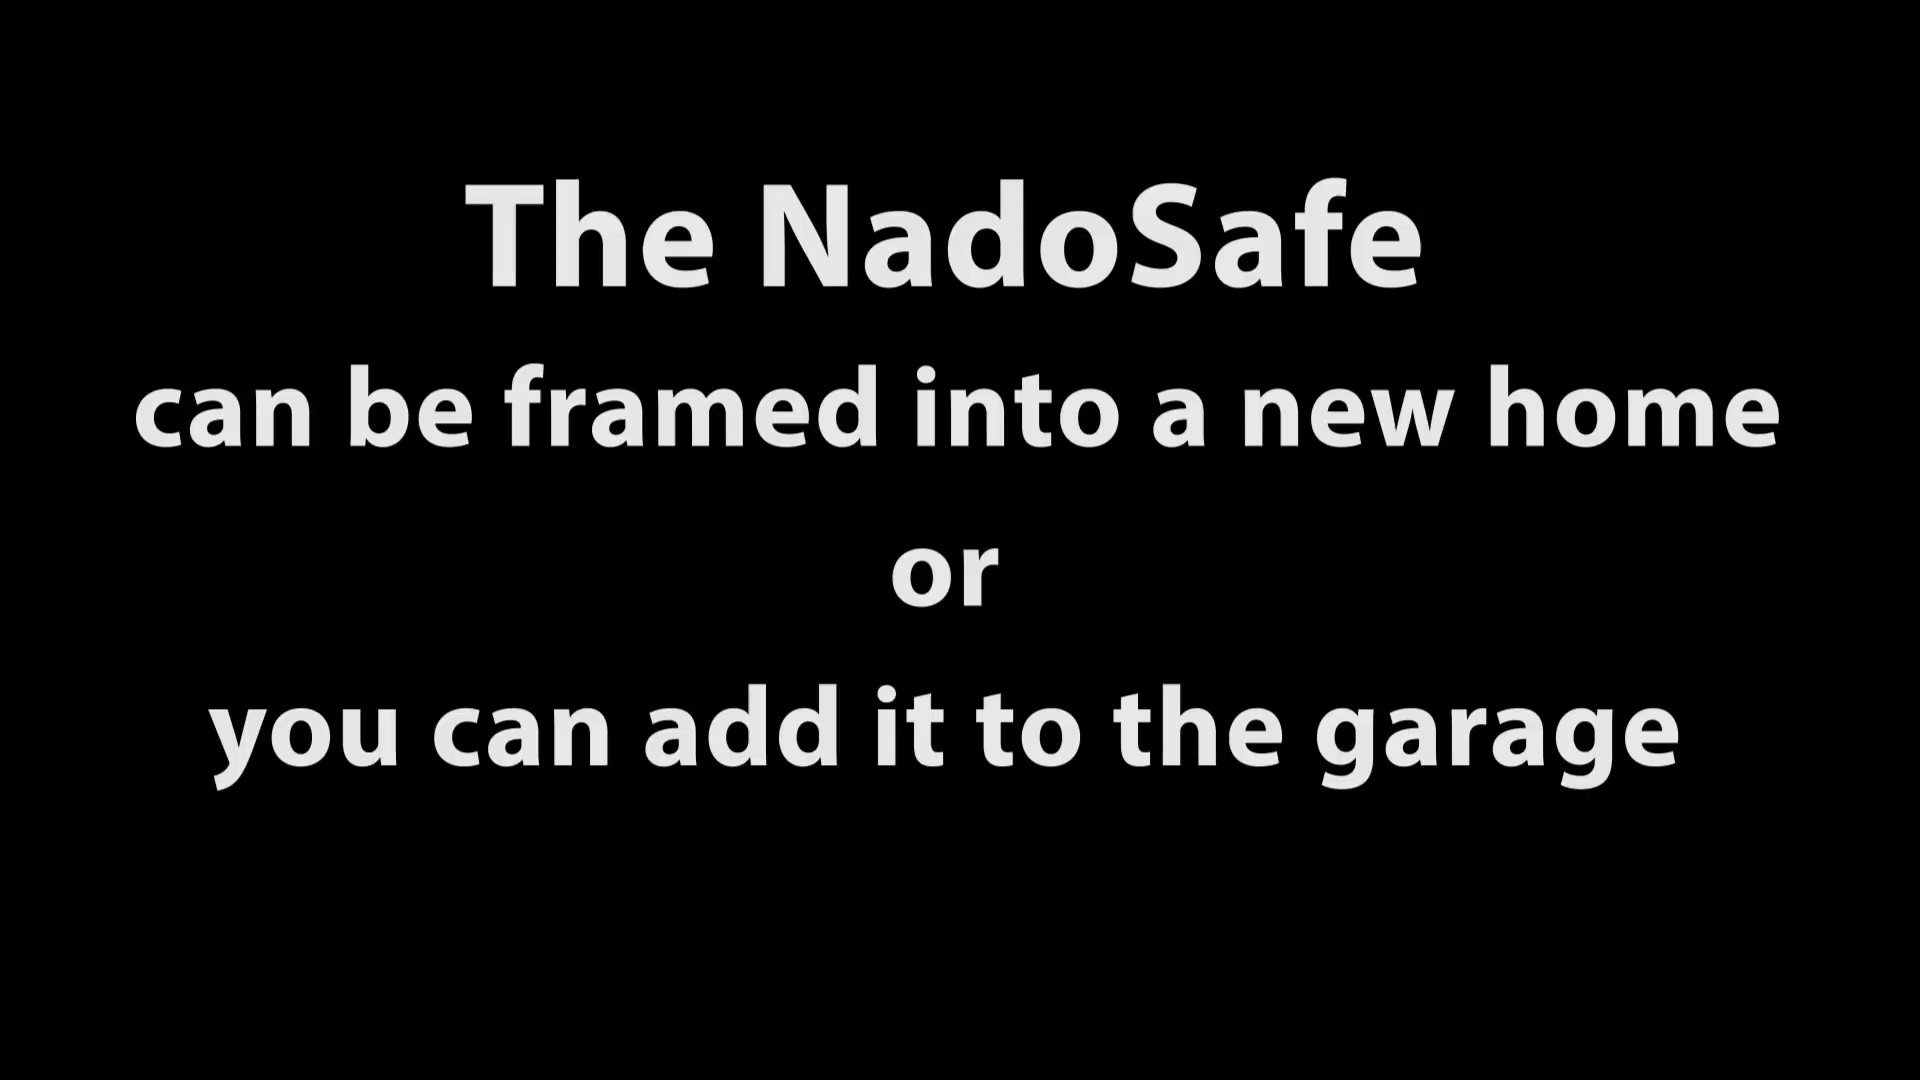 The NadoSafe
can be framed into a new home
or
you can add it to the garage